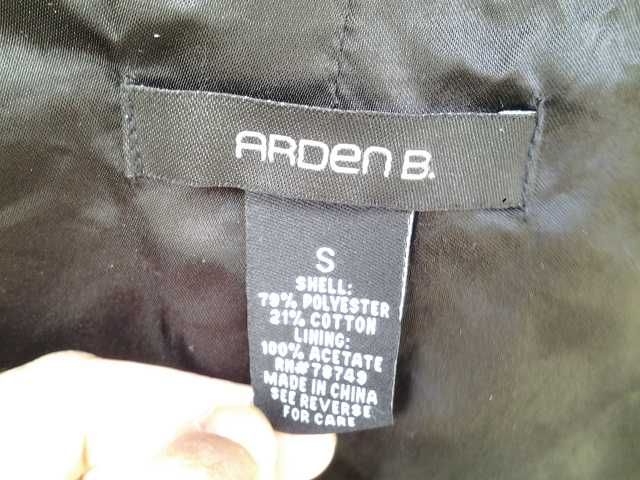 ARDen B.
S
SHELL:
79% POLYESTER
21% COTTON
LINING:
100% ACETATE
RN# 78749
MADE IN CHINA
SEE REVERSE
FOR CARE